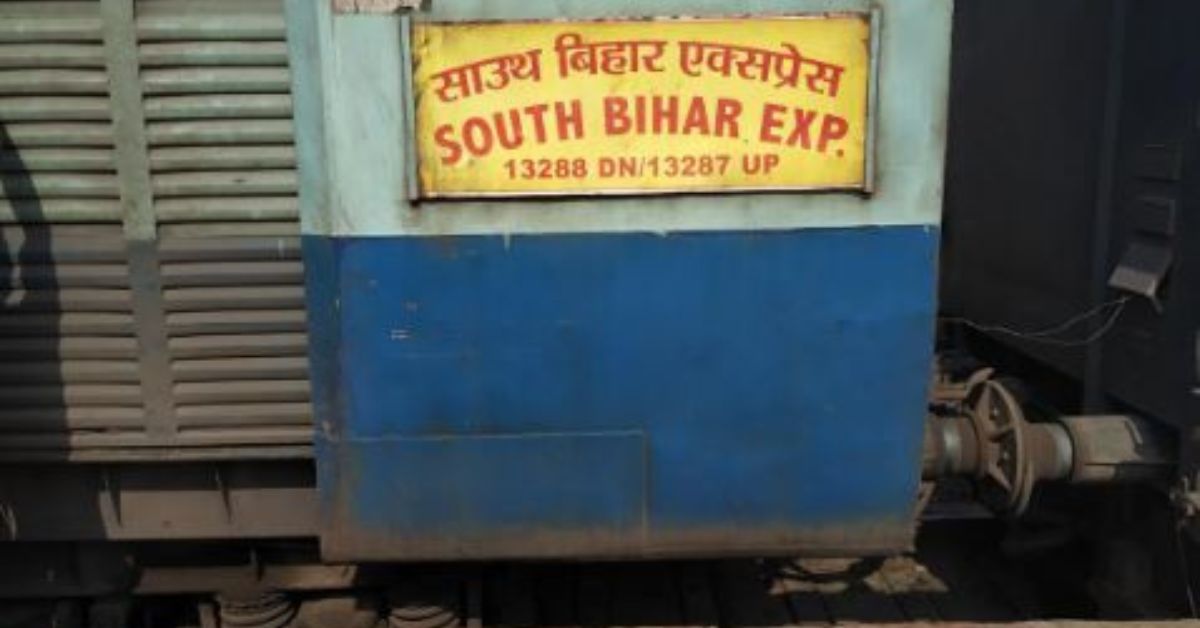 साउथ बिहार एक्सप्रेस
SOUTH BIHAR EXP.
13288 DN/13287 UP